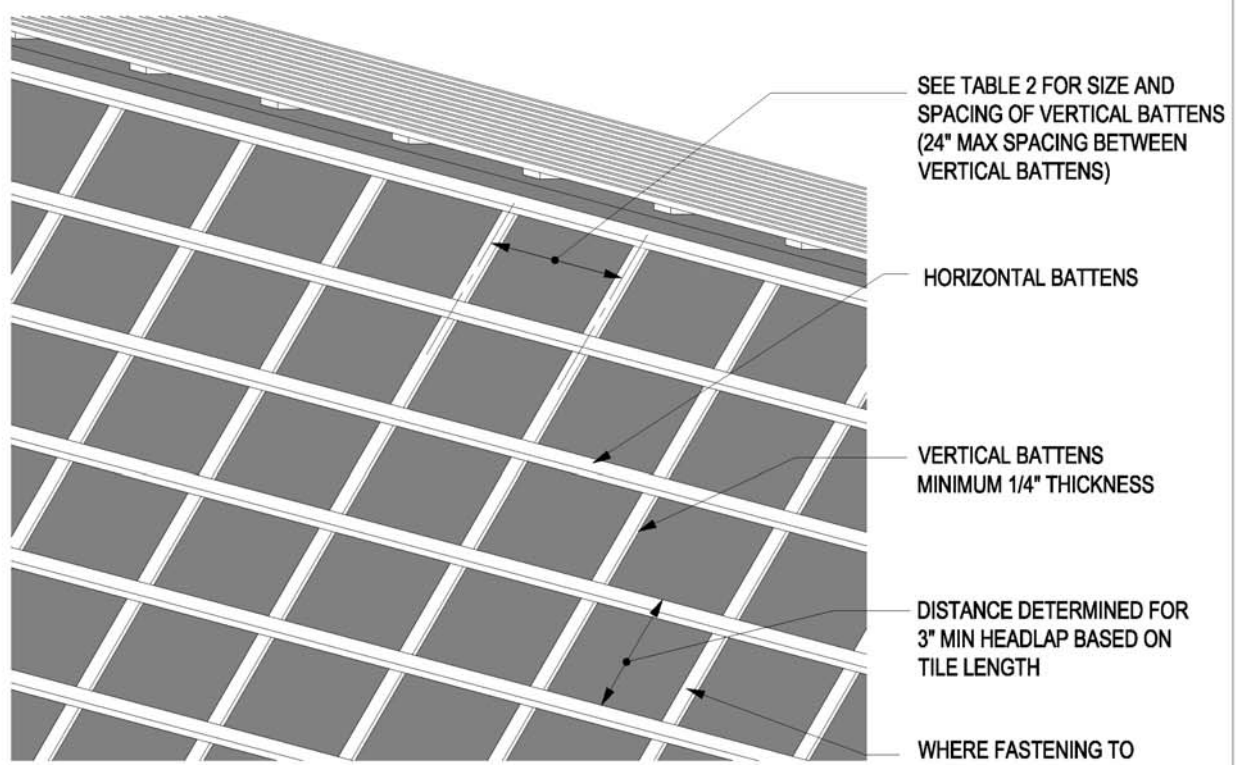 SEE TABLE 2 FOR SIZE AND
SPACING OF VERTICAL BATTENS
(24" MAX SPACING BETWEEN
VERTICAL BATTENS)
HORIZONTAL BATTENS
VERTICAL BATTENS
MINIMUM 1/4" THICKNESS
DISTANCE DETERMINED FOR
3" MIN HEADLAP BASED ON
TILE LENGTH
WHERE FASTENING TO